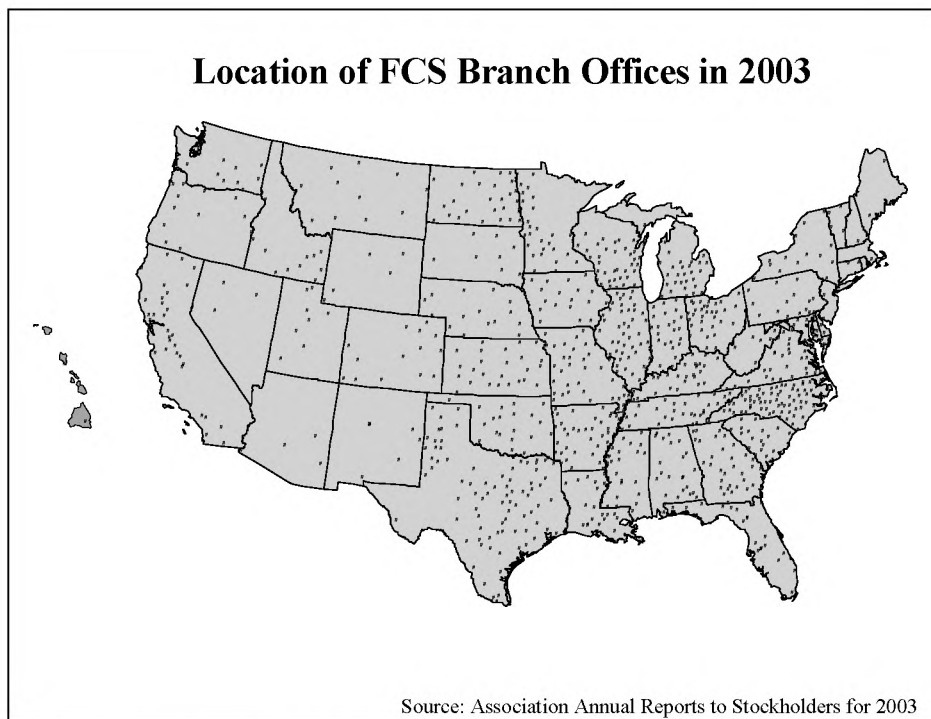 Location of FCS Branch Offices in 2003
Source: Association Annual Reports to Stockholders for 2003